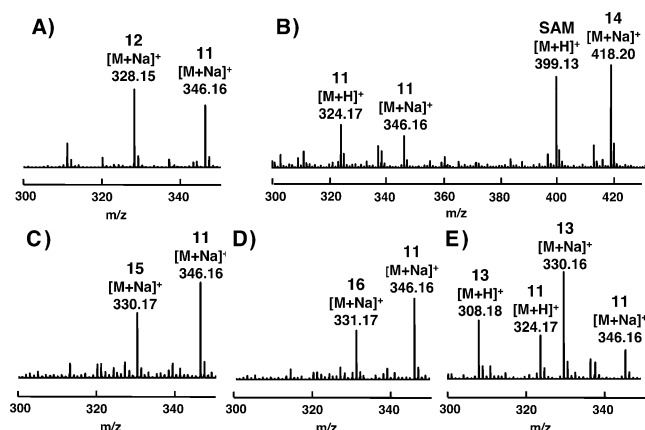 A)
12
[M+Na]+
328.15
11
[M+Na]+
346.16
300
320
340
m/z
B)
11
[M+H]+
324.17
11
[M+Na]+
346.16
SAM
[M+H]+
399.13
14
[M+Na]+
418.20
300
320
340
360
380
400
420
m/z
C)
15
[M+Na]+
330.17
11
[M+Na]+
346.16
300
320
340
m/z
D)
16
[M+Na]+
331.17
11
[M+Na]+
346.16
300
320
340
m/z
E)
13
[M+H]+
308.18
11
[M+H]+
324.17
13
[M+Na]+
330.16
11
[M+Na]+
346.16
300
320
340
m/z